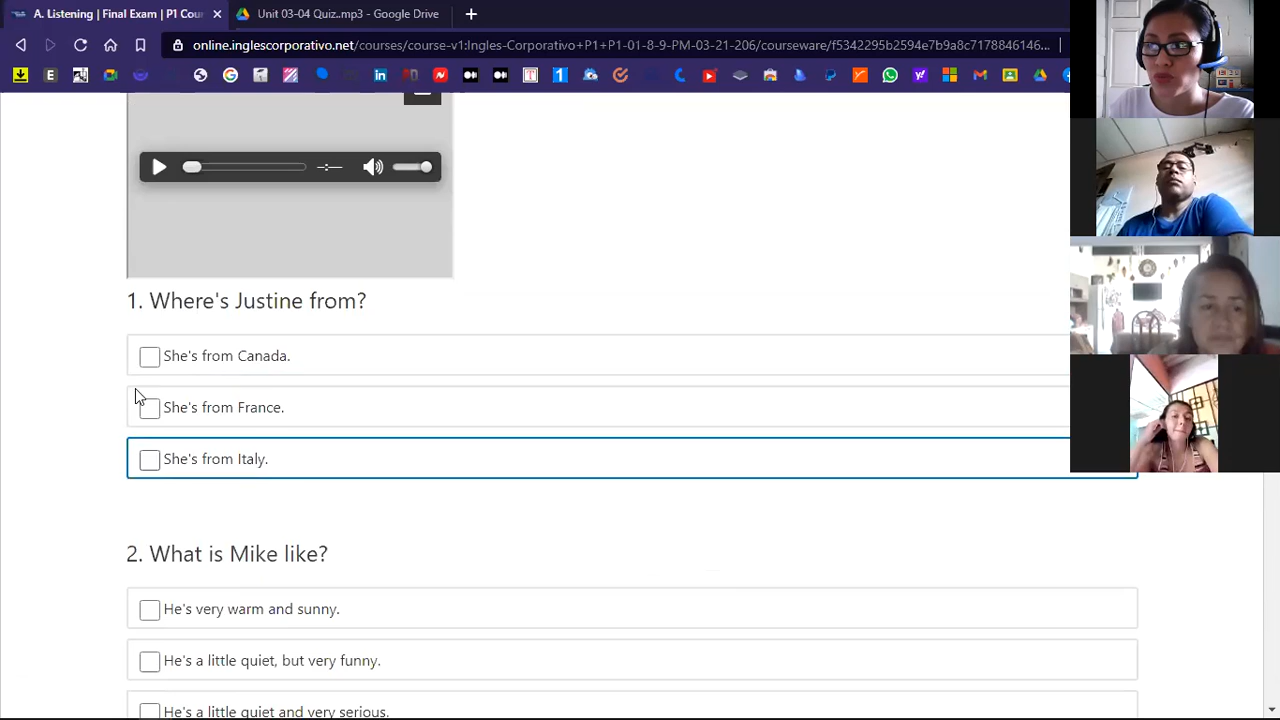 A. Listening | Final Exam | P1 Cou
Unit 03-04 Quiz..mp3 - Google Drive
online.inglescorporativo.net/courses/course-v1:Ingles-Corporativo+P1+P1-01-8-9-PM-03-21-206/courseware/f5342295b2594e7b9a8c7178846146...
1. Where's Justine from?
She's from Canada.
She's from France.
She's from Italy.
2. What is Mike like?
He's very warm and sunny.
He's a little quiet, but very funny.
He's a little quiet and very serious.